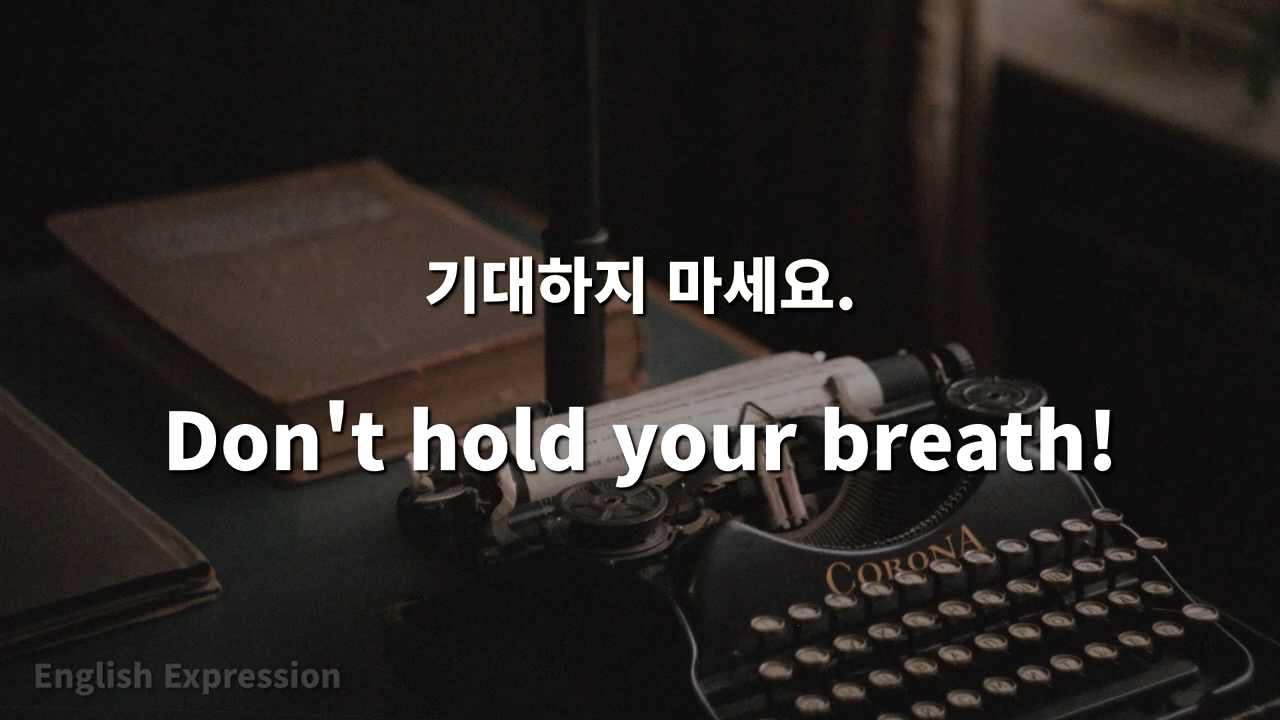 기대하지 마세요.
Don't hold your breath!
CORONA
English Expression